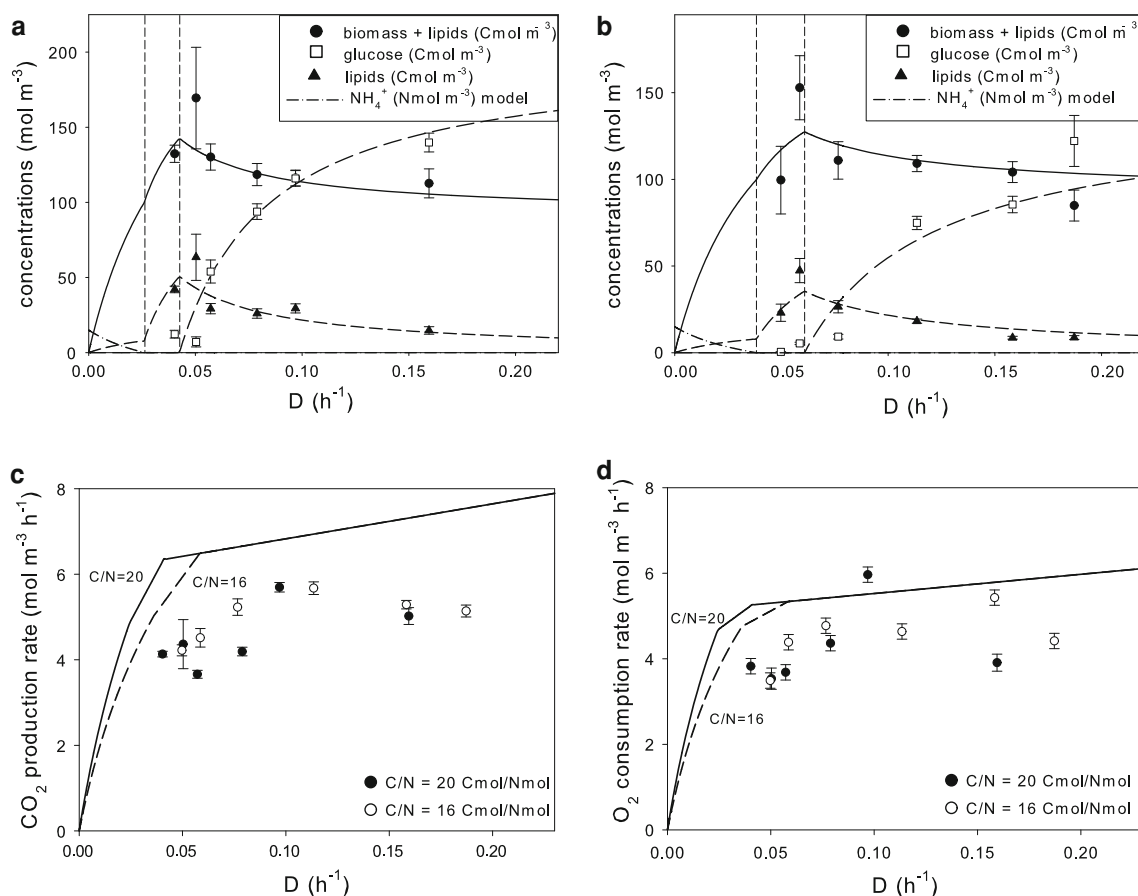 a
biomass + lipids (Cmol m⁻³)
glucose (Cmol m⁻³)
lipids (Cmol m⁻³)
NH₄⁺ (Nmol m⁻³) model
concentrations (mol m⁻³)
200
150
100
50
0
0.00 0.05 0.10 0.15 0.20
D (h⁻¹)
b
biomass + lipids (Cmol m⁻³)
glucose (Cmol m⁻³)
lipids (Cmol m⁻³)
NH₄⁺ (Nmol m⁻³) model
concentrations (mol m⁻³)
150
100
50
0
0.00 0.05 0.10 0.15 0.20
D (h⁻¹)
c
CO₂ production rate (mol m⁻³ h⁻¹)
8
6
4
2
0
C/N=20
C/N=16
C/N = 20 Cmol/Nmol
C/N = 16 Cmol/Nmol
0.00 0.05 0.10 0.15 0.20
D (h⁻¹)
d
O₂ consumption rate (mol m⁻³ h⁻¹)
8
6
4
2
0
C/N=20
C/N=16
C/N = 20 Cmol/Nmol
C/N = 16 Cmol/Nmol
0.00 0.05 0.10 0.15 0.20
D (h⁻¹)